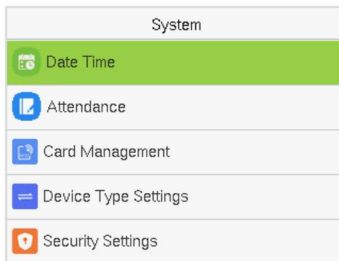 System
Date Time
Attendance
Card Management
Device Type Settings
Security Settings